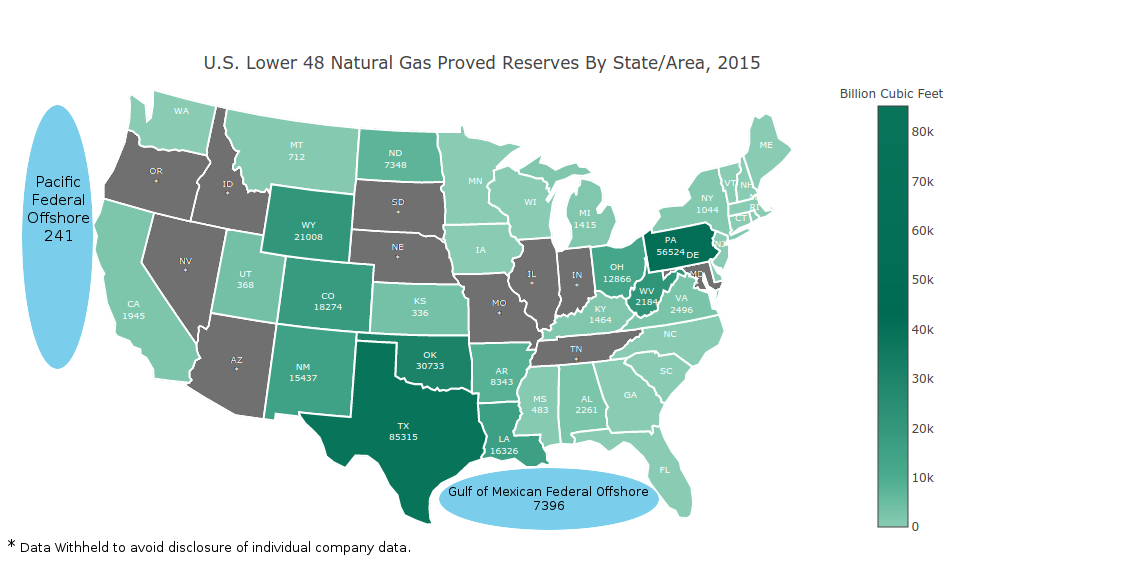 U.S. Lower 48 Natural Gas Proved Reserves By State/Area, 2015
Billion Cubic Feet
80k
70k
60k
50k
40k
30k
20k
10k
0
Pacific
Federal
Offshore
241
WA
OR
*
ID
*
MT
712
ND
7348
SD
*
WY
21008
NE
*
NV
*
UT
368
CO
18274
CA
1945
AZ
*
NM
15437
KS
336
OK
30733
TX
85315
MN
IA
MO
*
AR
8343
LA
16326
WI
IL
*
IN
*
MI
1415
OH
12866
KY
1464
TN
*
MS
483
AL
2261
GA
FL
SC
NC
VA
2496
WV
2184
PA
56524
DE
MD
NJ
NY
1044
VT
NH
ME
RI
CT
Gulf of Mexican Federal Offshore
7396
* Data Withheld to avoid disclosure of individual company data.